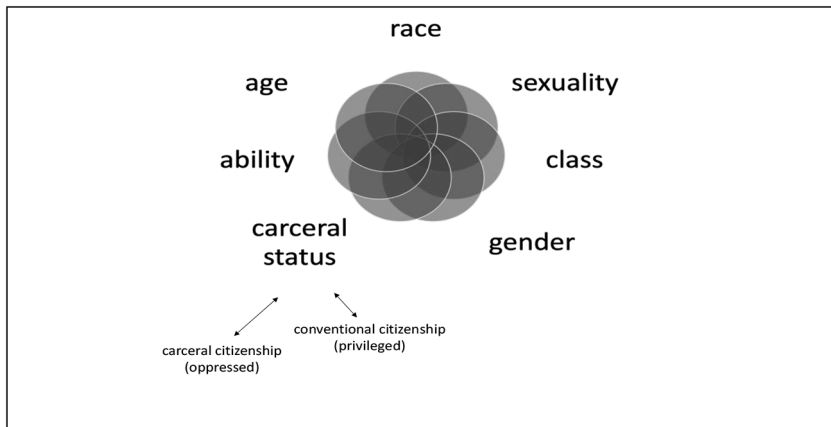 race
age
sexuality
ability
class
carceral
status
gender
conventional citizenship
(privileged)
carceral citizenship
(oppressed)